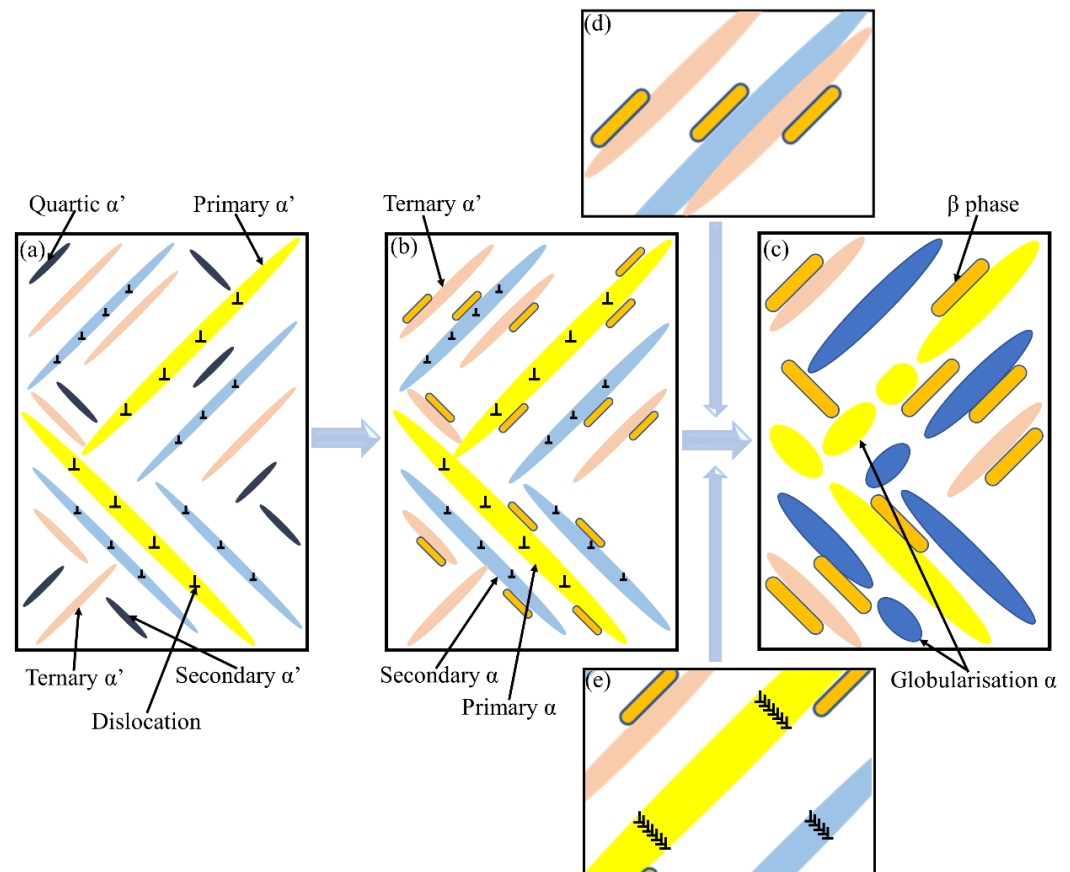 (d)
Quartic α’
Primary α’
Ternary α’
β phase
(a)
(b)
(c)
Ternary α’
Secondary α’
Dislocation
Secondary α
Primary α
Globularisation α
(e)